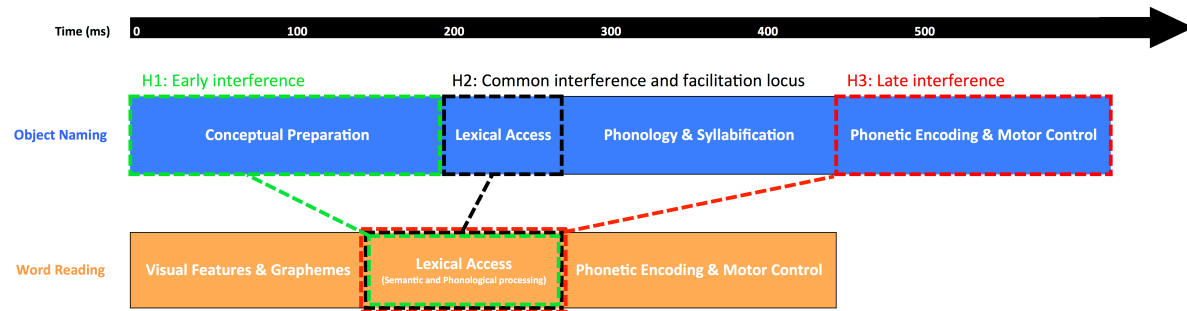 Time (ms) 0 100 200 300 400 500
H1: Early interference H2: Common interference and facilitation locus H3: Late interference
Object Naming Conceptual Preparation Lexical Access Phonology & Syllabification Phonetic Encoding & Motor Control
Word Reading Visual Features & Graphemes Lexical Access Phonetic Encoding & Motor Control
(Semantic and Phonological processing)